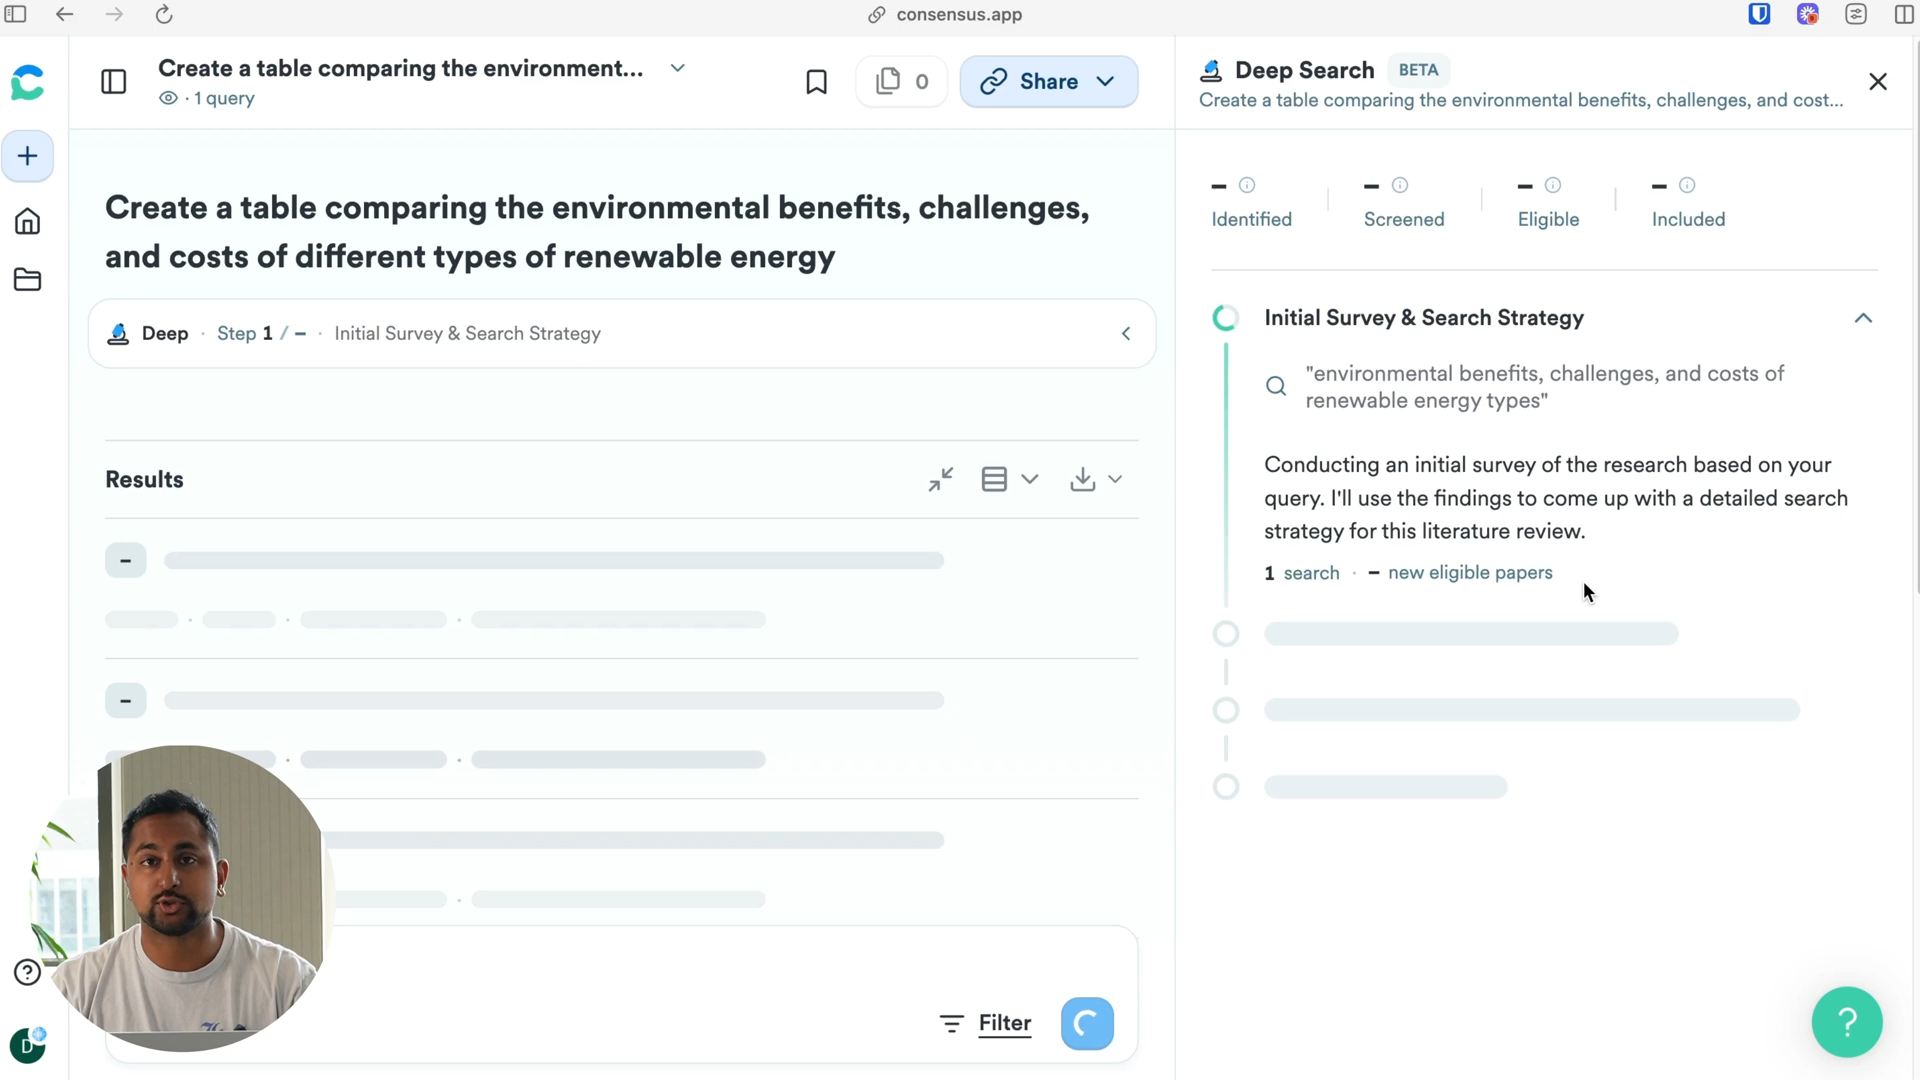 consensus.app
Create a table comparing the environment...
· 1 query
0
Share
Create a table comparing the environmental benefits, challenges,
and costs of different types of renewable energy
Deep · Step 1 / – · Initial Survey & Search Strategy
Results
-
-
Filter
D
Deep Search BETA
Create a table comparing the environmental benefits, challenges, and cost...
– – – –
Identified Screened Eligible Included
Initial Survey & Search Strategy
"environmental benefits, challenges, and costs of
renewable energy types"
Conducting an initial survey of the research based on your
query. I'll use the findings to come up with a detailed search
strategy for this literature review.
1 search · – new eligible papers
?